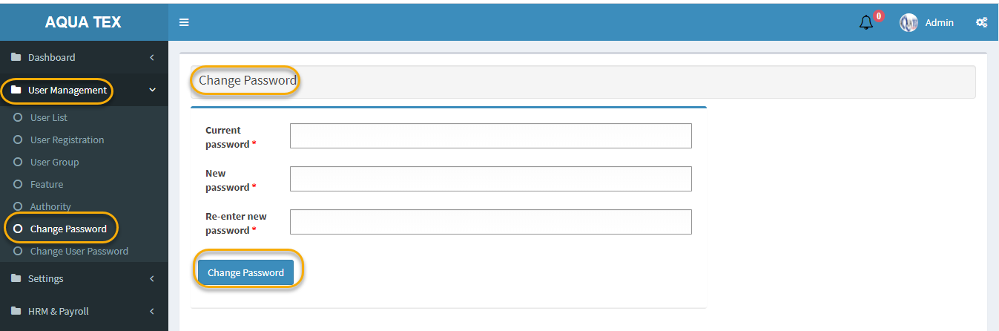 AQUA TEX
0
Admin
Dashboard
User Management
User List
User Registration
User Group
Feature
Authority
Change Password
Change User Password
Settings
HRM & Payroll
Change Password
Current
password *
New
password *
Re-enter new
password *
Change Password